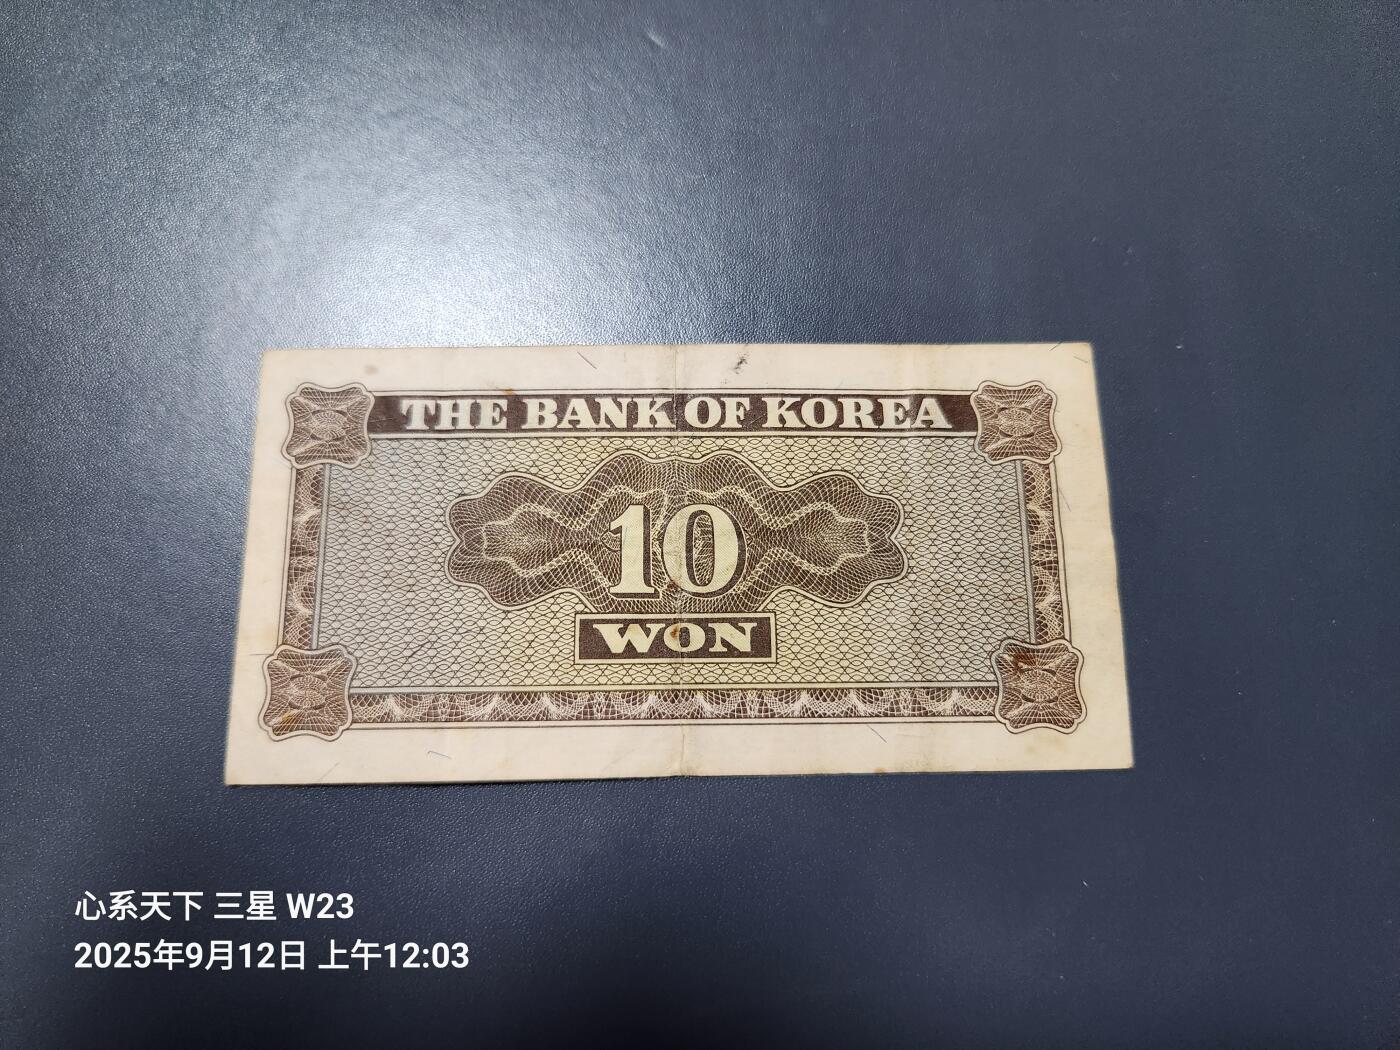 THE BANK OF KOREA
10
WON
心系天下 三星 W23
2025年9月12日 上午12:03